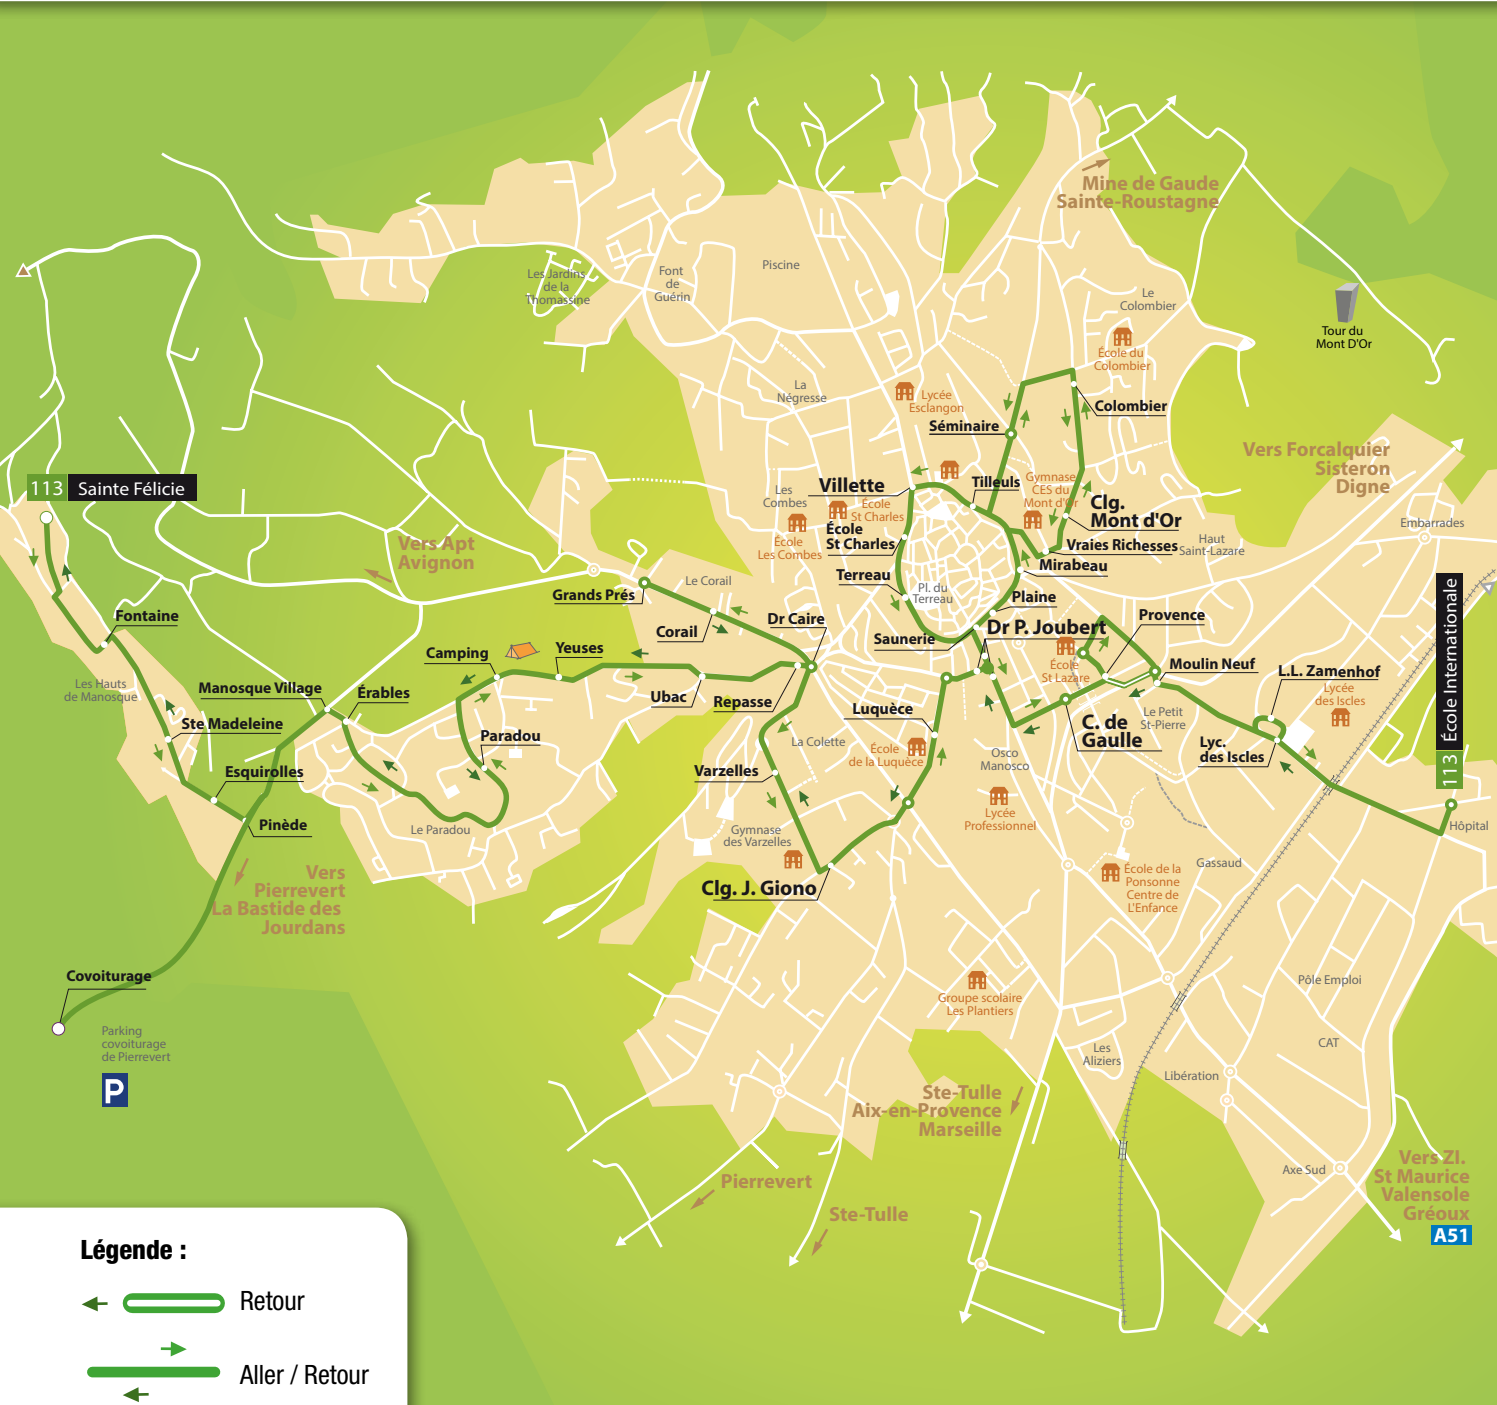 Mine de Gaude
Sainte-Roustagne
Piscine
Font
de
Guérin
Les Jardins
de la
Thomassine
Le
Colombier
Tour du
Mont D'Or
École du
Colombier
La
Négresse
Lycée
Esclangon
Colombier
Séminaire
Vers Forcalquier
Sisteron
Digne
113 Sainte Félicie
Villette
Tilleuls
Gymnase
CES du
Mont d'Or
Les
Combes
École
St Charles
Clg.
Mont d'Or
Embarrades
École
St Charles
École
Les Combes
Vraies Richesses
Haut
Saint-Lazare
Vers Apt
Avignon
Mirabeau
Terreau
Le Corail
Pl. du
Terreau
Grands Prés
Plaine
Fontaine
Provence
Dr Caire
Corail
Saunerie
Dr P. Joubert
École Internationale
113
Camping
Yeuses
École
St Lazare
Moulin Neuf
L.L. Zamenhof
Lycée
des Iscles
Les Hauts
de Manosque
Manosque Village
Érables
Ubac
Repasse
Luquèce
Le Petit
St-Pierre
C. de
Gaulle
Ste Madeleine
Paradou
La Colette
École
de la Luquèce
Osco
Manosco
Lyc.
des Iscles
Esquirolles
Varzelles
Pinède
Le Paradou
Gymnase
des Varzelles
Lycée
Professionnel
Hôpital
Vers
Pierrevert
La Bastide des
Jourdans
Clg. J. Giono
École de la
Ponsonne
Centre de
L'Enfance
Gassaud
Covoiturage
Pôle Emploi
Groupe scolaire
Les Plantiers
Parking
covoiturage
de Pierrevert
P
CAT
Les
Aliziers
Libération
Ste-Tulle
Aix-en-Provence
Marseille
Axe Sud
Vers ZI.
St Maurice
Valensole
Gréoux
A51
Pierrevert
Ste-Tulle
Légende :
Retour
Aller / Retour